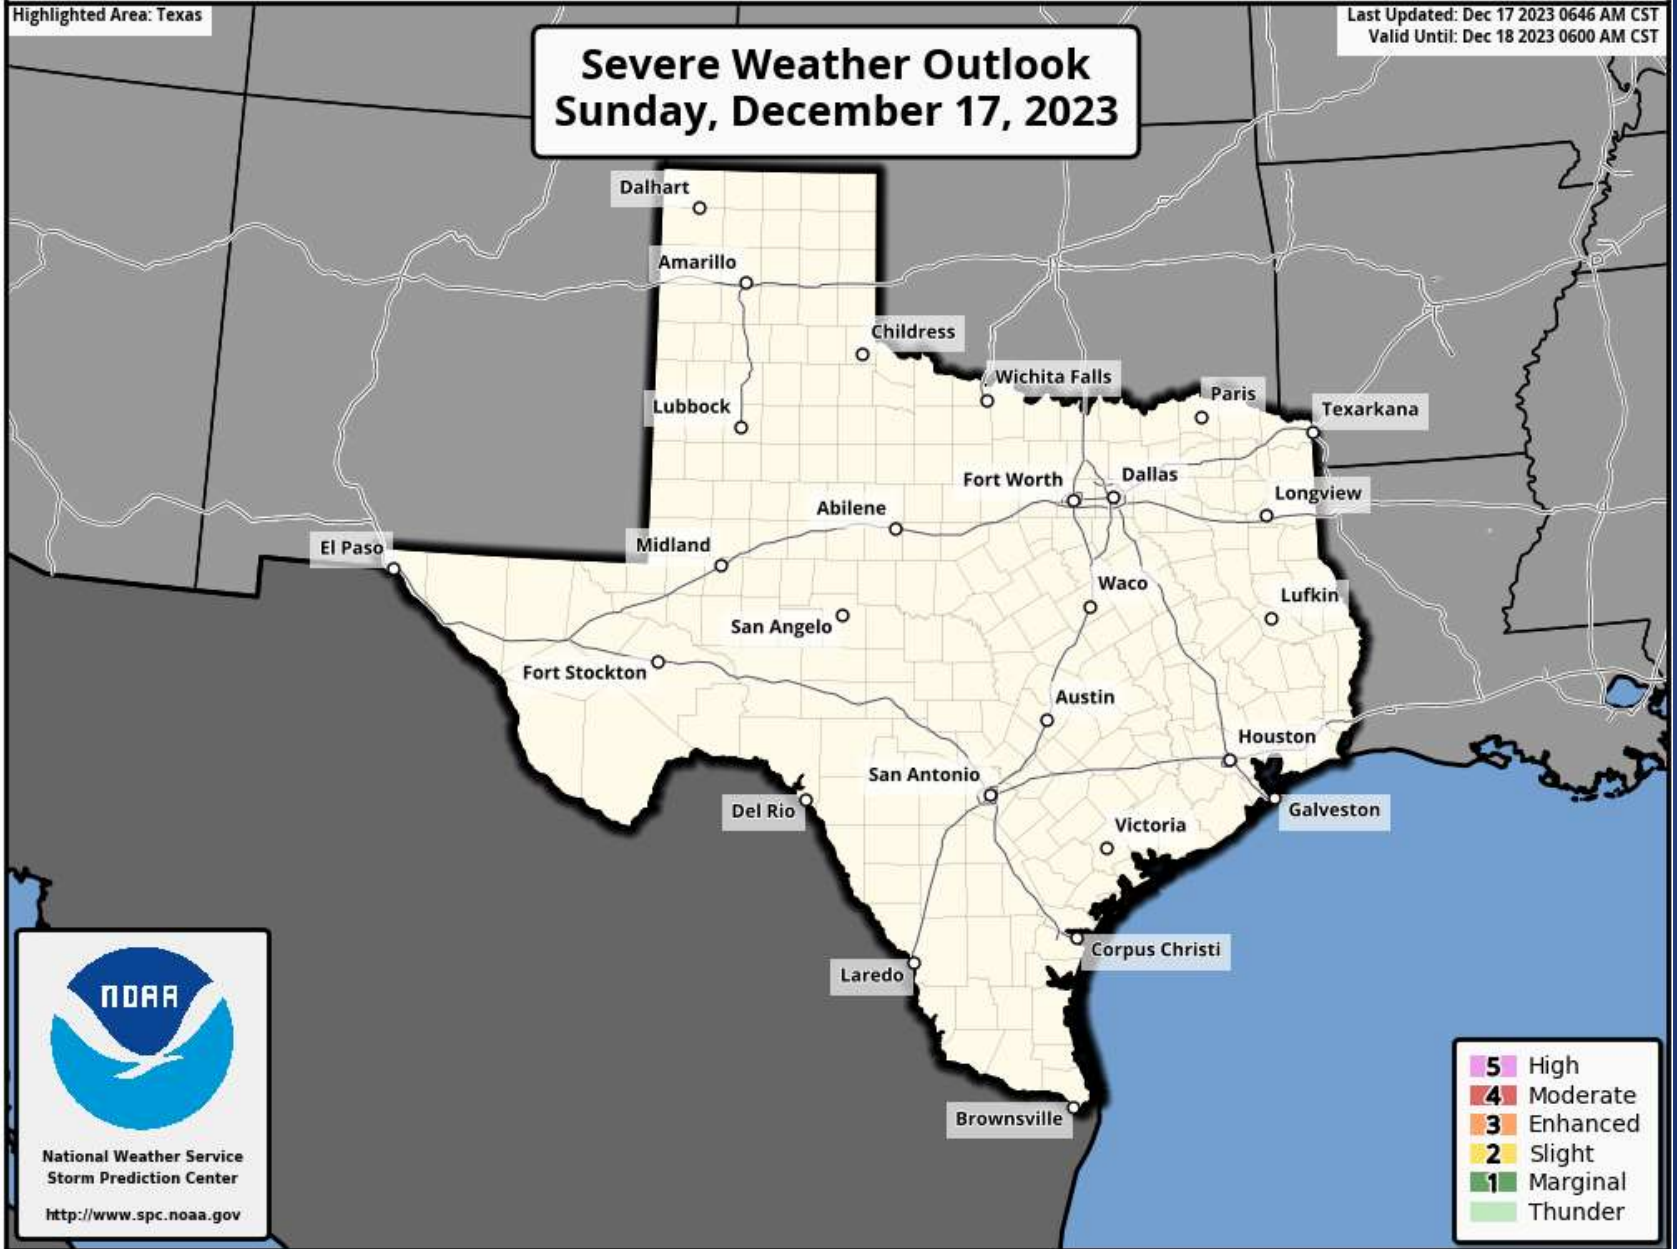 Highlighted Area: Texas
Last Updated: Dec 17 2023 0646 AM CST
Valid Until: Dec 18 2023 0600 AM CST
Severe Weather Outlook
Sunday, December 17, 2023
Dalhart
Amarillo
Childress
Wichita Falls
Paris
Lubbock
Texarkana
Fort Worth
Dallas
Longview
Abilene
El Paso
Midland
Waco
Lufkin
San Angelo
Fort Stockton
Austin
Houston
San Antonio
Del Rio
Galveston
Victoria
Corpus Christi
Laredo
Brownsville
NOAA
National Weather Service
Storm Prediction Center
http://www.spc.noaa.gov
5 High
4 Moderate
3 Enhanced
2 Slight
1 Marginal
Thunder